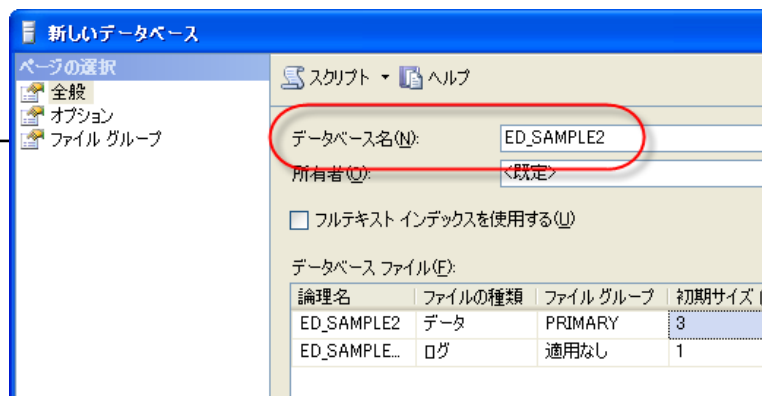 新しいデータベース
ページの選択
全般
オプション
ファイル グループ
スクリプト ヘルプ
データベース名(N): ED_SAMPLE2
所有者(O): <既定>
フルテキスト インデックスを使用する(U)
データベース ファイル(F):
論理名 ファイルの種類 ファイル グループ 初期サイズ (
ED_SAMPLE2 データ PRIMARY 3
ED_SAMPLE... ログ 適用なし 1